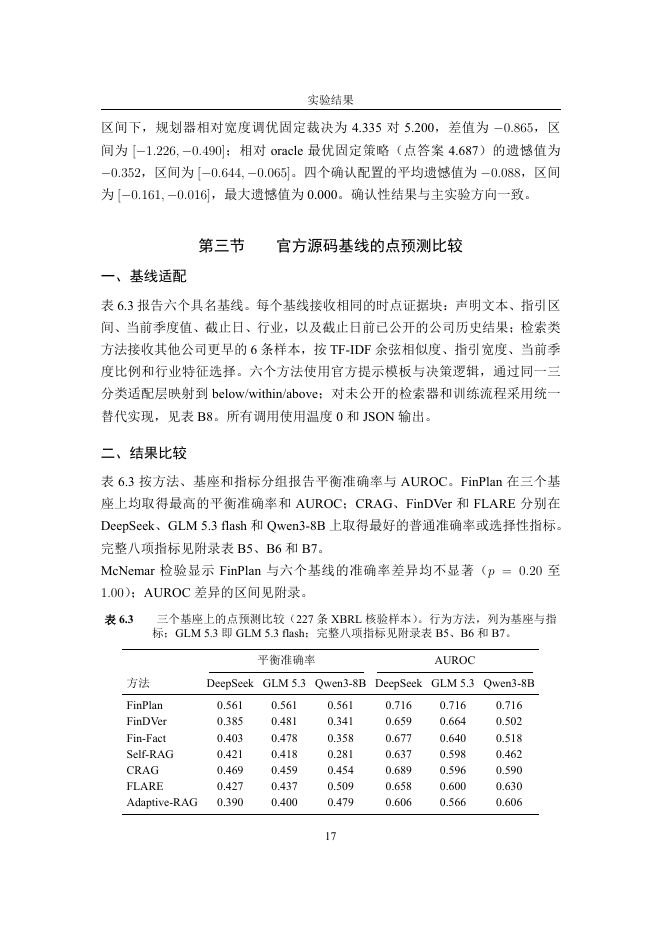 实验结果
区间下，规划器相对宽度调优固定裁决为 4.335 对 5.200，差值为 −0.865，区
间为 [−1.226, −0.490]；相对 oracle 最优固定策略（点答案 4.687）的遗憾值为
−0.352，区间为 [−0.644, −0.065]。四个确认配置的平均遗憾值为 −0.088，区间
为 [−0.161, −0.016]，最大遗憾值为 0.000。确认性结果与主实验方向一致。
第三节 官方源码基线的点预测比较
一、基线适配
表 6.3 报告六个具名基线。每个基线接收相同的时点证据块：声明文本、指引区
间、当前季度值、截止日、行业，以及截止日前已公开的公司历史结果；检索类
方法接收其他公司更早的 6 条样本，按 TF-IDF 余弦相似度、指引宽度、当前季
度比例和行业特征选择。六个方法使用官方提示模板与决策逻辑，通过同一三
分类适配层映射到 below/within/above；对未公开的检索器和训练流程采用统一
替代实现，见表 B8。所有调用使用温度 0 和 JSON 输出。
二、结果比较
表 6.3 按方法、基座和指标分组报告平衡准确率与 AUROC。FinPlan 在三个基
座上均取得最高的平衡准确率和 AUROC；CRAG、FinDVer 和 FLARE 分别在
DeepSeek、GLM 5.3 flash 和 Qwen3-8B 上取得最好的普通准确率或选择性指标。
完整八项指标见附录表 B5、B6 和 B7。
McNemar 检验显示 FinPlan 与六个基线的准确率差异均不显著（p = 0.20 至
1.00）；AUROC 差异的区间见附录。
表 6.3 三个基座上的点预测比较（227 条 XBRL 核验样本）。行为方法，列为基座与指
标；GLM 5.3 即 GLM 5.3 flash；完整八项指标见附录表 B5、B6 和 B7。
平衡准确率 AUROC
方法 DeepSeek GLM 5.3 Qwen3-8B DeepSeek GLM 5.3 Qwen3-8B
FinPlan 0.561 0.561 0.561 0.716 0.716 0.716
FinDVer 0.385 0.481 0.341 0.659 0.664 0.502
Fin-Fact 0.403 0.478 0.358 0.677 0.640 0.518
Self-RAG 0.421 0.418 0.281 0.637 0.598 0.462
CRAG 0.469 0.459 0.454 0.689 0.596 0.590
FLARE 0.427 0.437 0.509 0.658 0.600 0.630
Adaptive-RAG 0.390 0.400 0.479 0.606 0.566 0.606
17